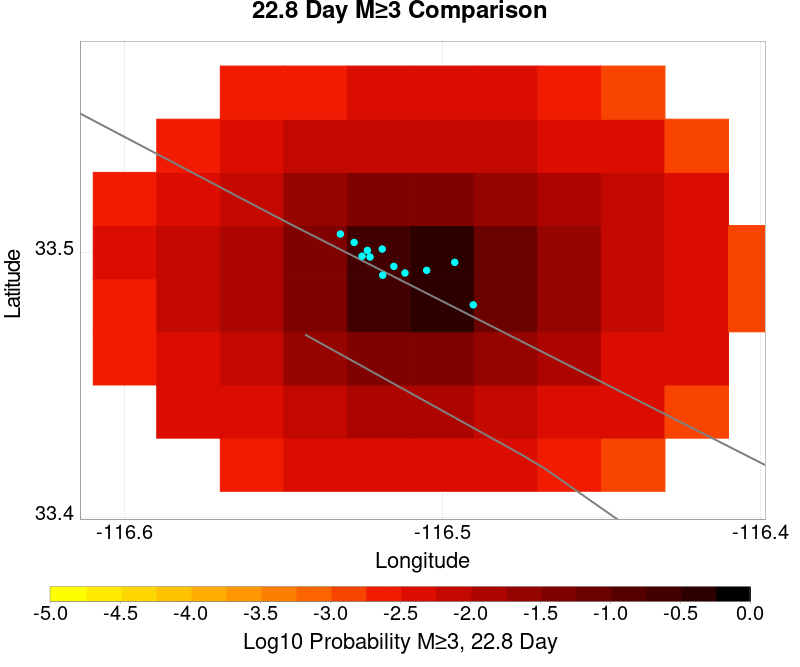 22.8 Day M≥3 Comparison
33.5
33.4
Latitude
-116.6 -116.5 -116.4
Longitude
-5.0 -4.5 -4.0 -3.5 -3.0 -2.5 -2.0 -1.5 -1.0 -0.5 0.0
Log10 Probability M≥3, 22.8 Day